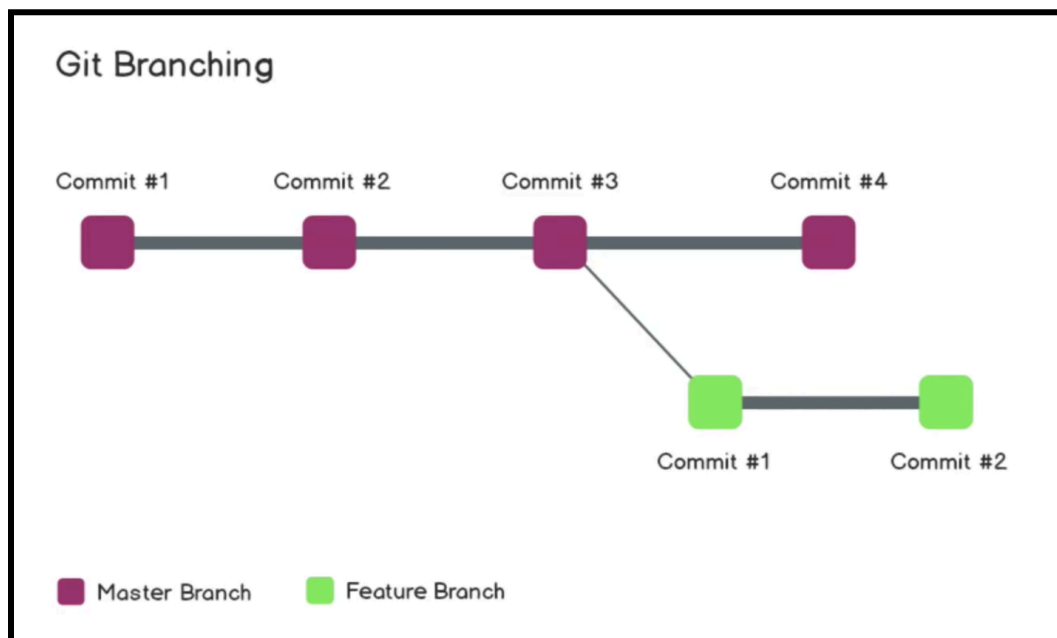 Git Branching
Commit #1 Commit #2 Commit #3 Commit #4
Commit #1 Commit #2
Master Branch Feature Branch